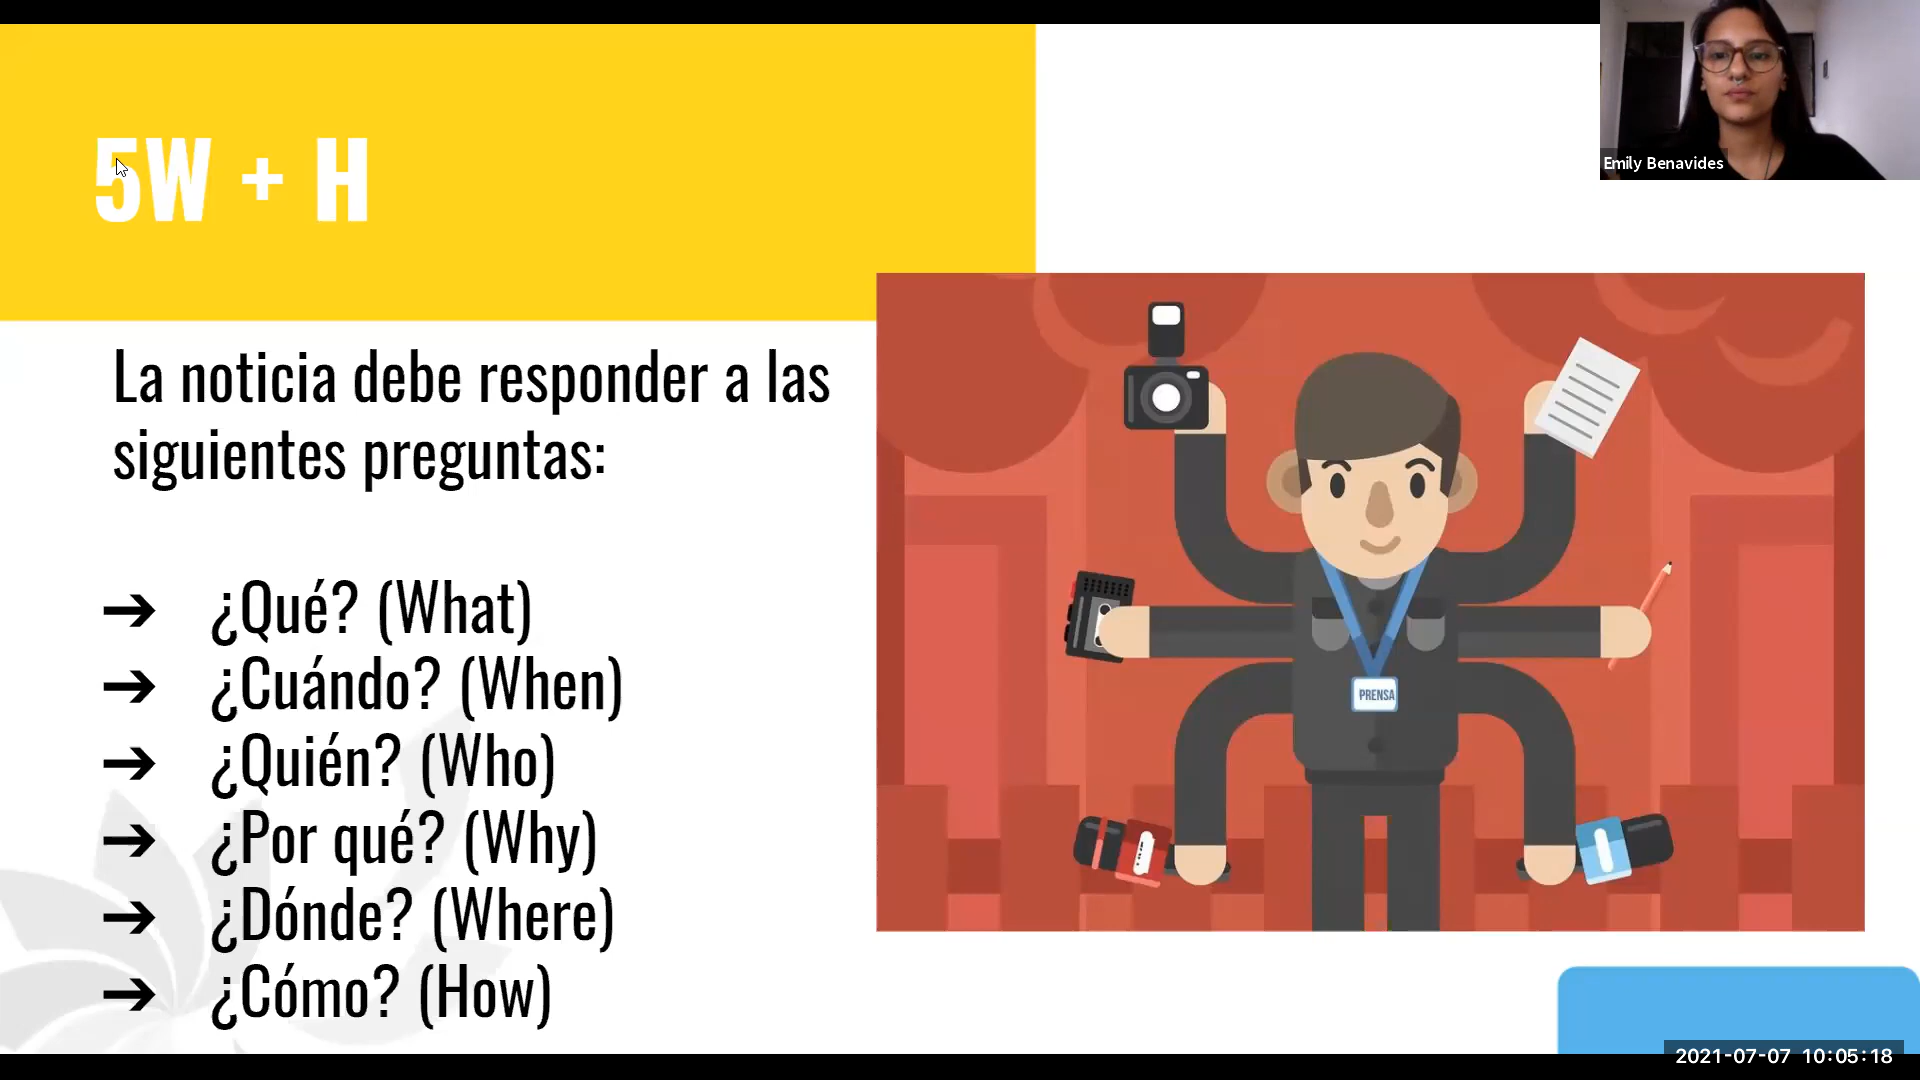 5W + H
Emily Benavides
La noticia debe responder a las
siguientes preguntas:
➔ ¿Qué? (What)
➔ ¿Cuándo? (When)
➔ ¿Quién? (Who)
➔ ¿Por qué? (Why)
➔ ¿Dónde? (Where)
➔ ¿Cómo? (How)
PRENSA
2021-07-07 10:05:18